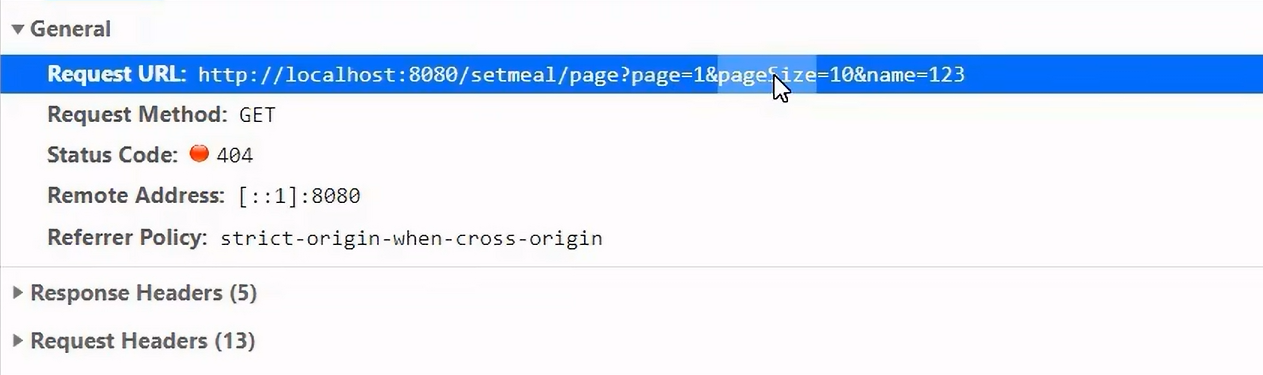 General
Request URL: http://localhost:8080/setmeal/page?page=1&pageSize=10&name=123
Request Method: GET
Status Code: 404
Remote Address: [::1]:8080
Referrer Policy: strict-origin-when-cross-origin
Response Headers (5)
Request Headers (13)